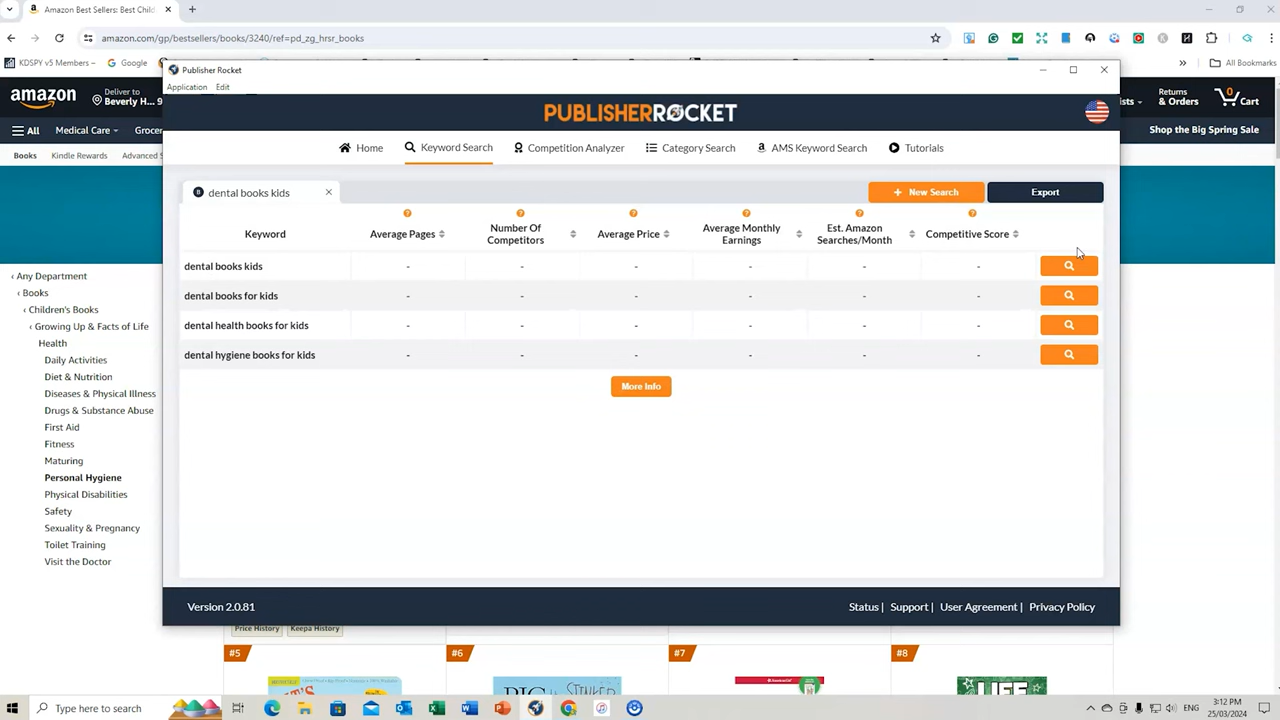 Amazon Best Sellers: Best Child
amazon.com/gp/bestsellers/books/3240/ref=pd_zg_hrsr_books
KDSPY v5 Members –
Google
All Bookmarks
amazon
Deliver to
Beverly H... 9
Returns
& Orders
0
Cart
All
Medical Care
Shop the Big Spring Sale
Books
Kindle Rewards
Advanced S
Any Department
Books
Children's Books
Growing Up & Facts of Life
Health
Daily Activities
Diet & Nutrition
Diseases & Physical Illness
Drugs & Substance Abuse
First Aid
Fitness
Maturing
Personal Hygiene
Physical Disabilities
Safety
Sexuality & Pregnancy
Toilet Training
Visit the Doctor
Publisher Rocket
Application Edit
PUBLISHERROCKET
Home Keyword Search Competition Analyzer Category Search AMS Keyword Search Tutorials
dental books kids
+ New Search
Export
Keyword
Average Pages
Number Of
Competitors
Average Price
Average Monthly
Earnings
Est. Amazon
Searches/Month
Competitive Score
dental books kids - - - - - -
dental books for kids - - - - - -
dental health books for kids - - - - - -
dental hygiene books for kids - - - - - -
More Info
Version 2.0.81
Status | Support | User Agreement | Privacy Policy
Price History
Keepa History
#5
#6
#7
#8
Type here to search
ENG
3:12 PM
25/03/2024